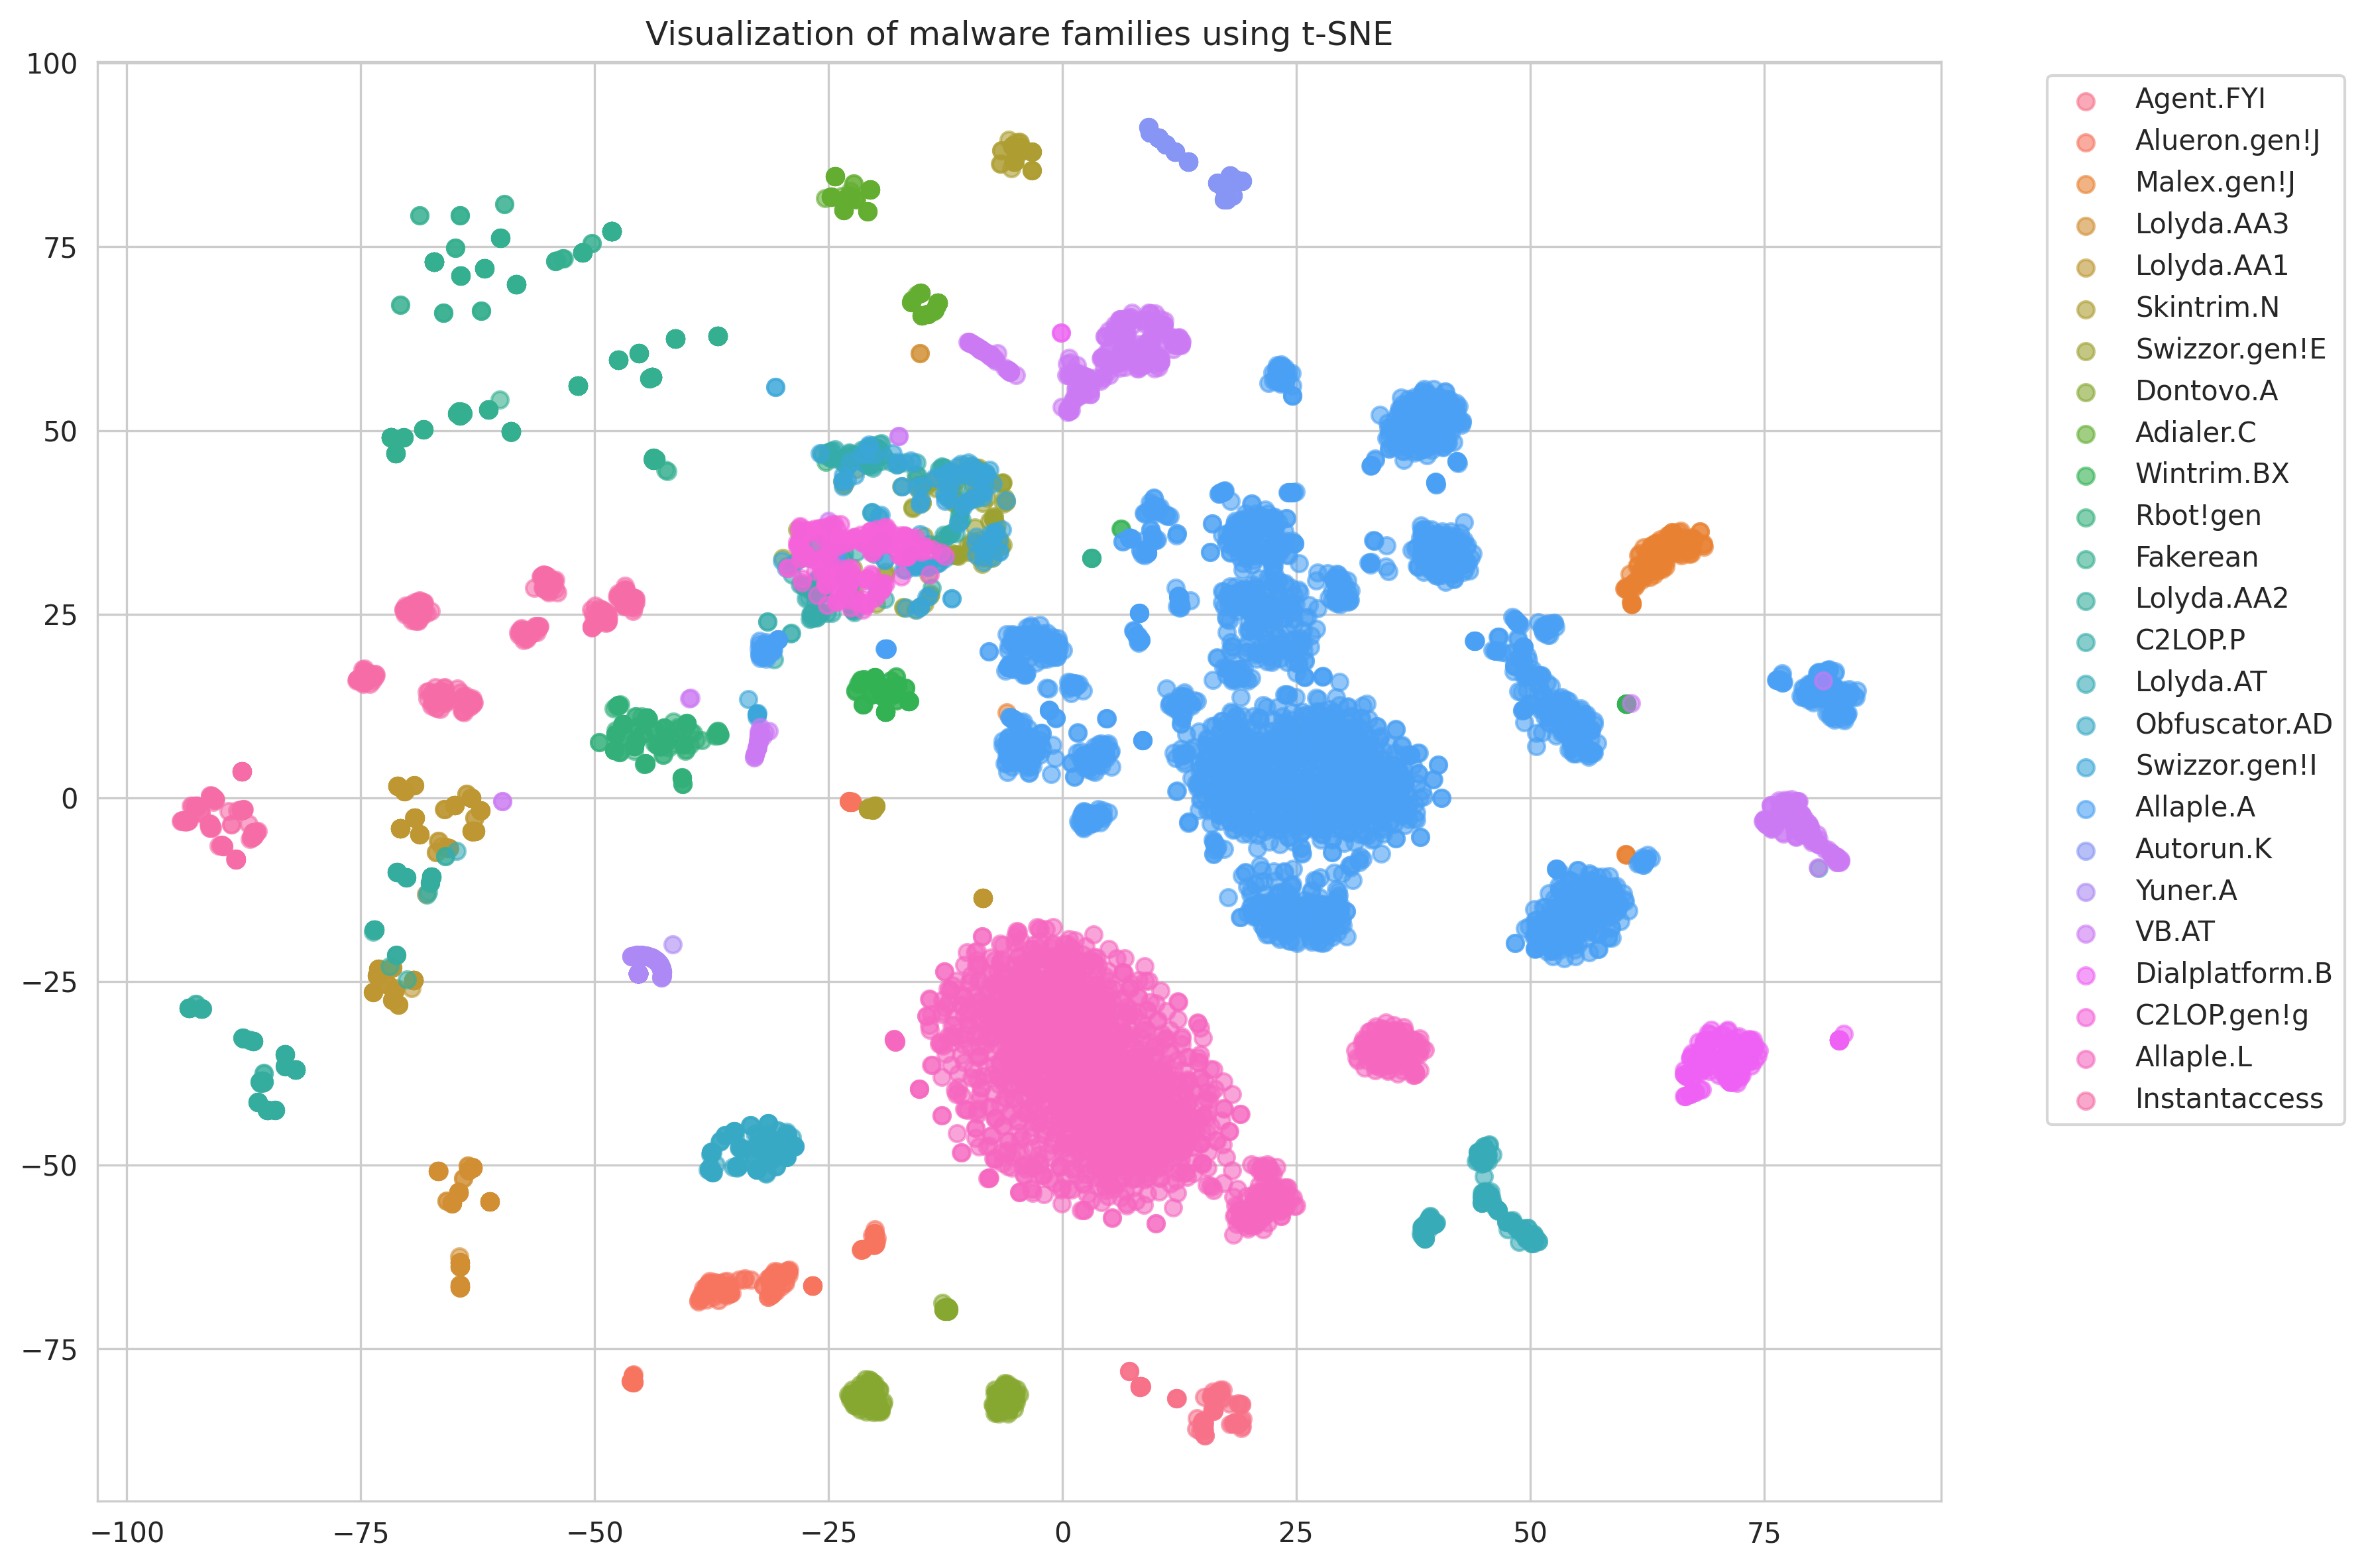 Visualization of malware families using t-SNE
100
75
50
25
0
−25
−50
−75
−100
−75
−50
−25
0
25
50
75
Agent.FYI
Alueron.gen!J
Malex.gen!J
Lolyda.AA3
Lolyda.AA1
Skintrim.N
Swizzor.gen!E
Dontovo.A
Adialer.C
Wintrim.BX
Rbot!gen
Fakerean
Lolyda.AA2
C2LOP.P
Lolyda.AT
Obfuscator.AD
Swizzor.gen!I
Allaple.A
Autorun.K
Yuner.A
VB.AT
Dialplatform.B
C2LOP.gen!g
Allaple.L
Instantaccess